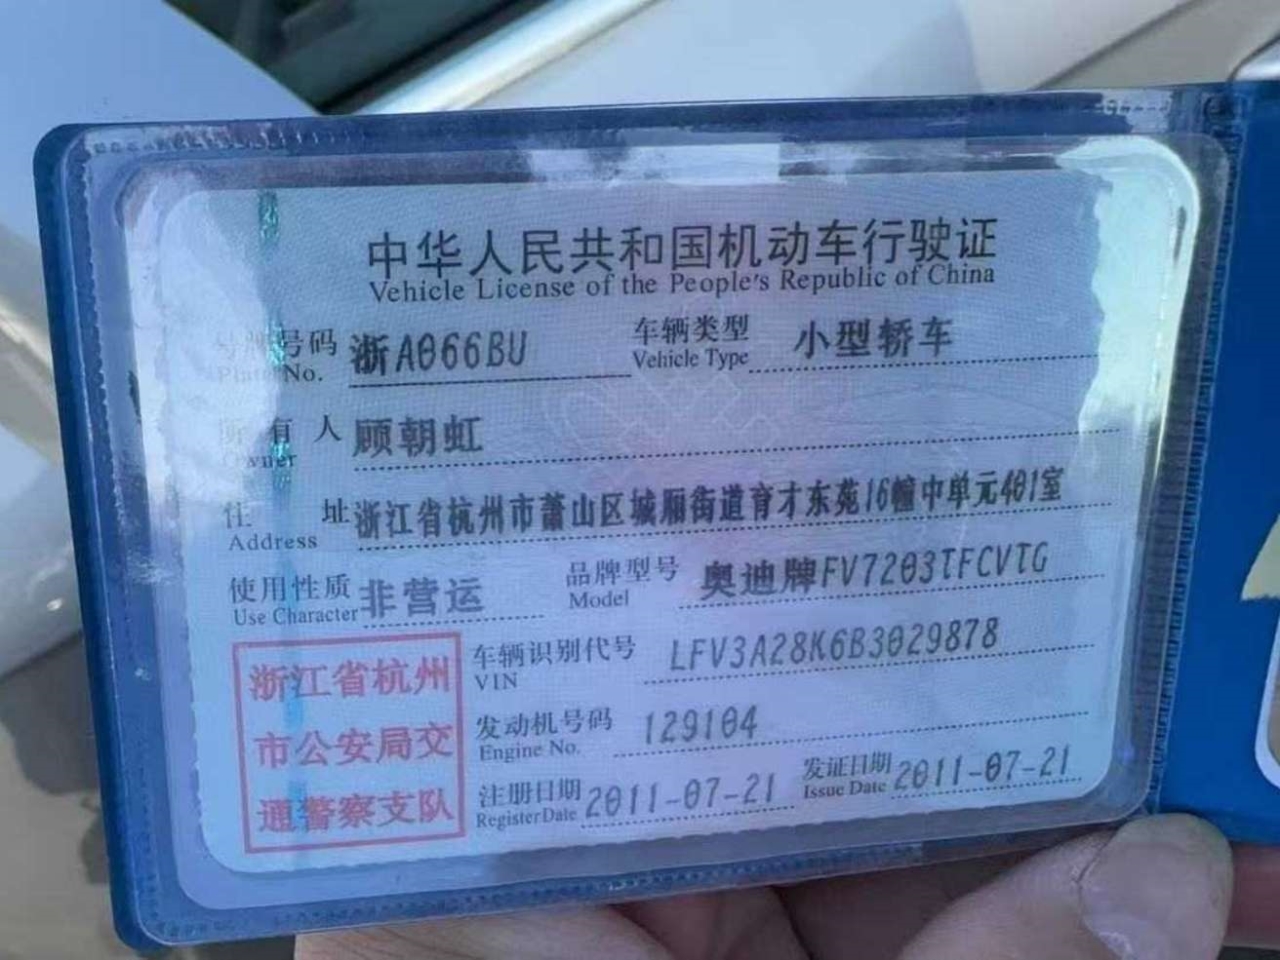 中华人民共和国机动车行驶证
Vehicle License of the People's Republic of China
号牌号码 浙A066BU 车辆类型 小型轿车
Plate No. Vehicle Type
所有人 顾朝虹
Owner
住址 浙江省杭州市萧山区城厢街道育才东苑16幢中单元401室
Address
使用性质 非营运 品牌型号 奥迪牌FV7203TFCVTG
Use Character Model
浙江省杭州
市公安局交
通警察支队
车辆识别代号 LFV3A28K6B3029878
VIN
发动机号码 129104
Engine No.
注册日期 2011-07-21 发证日期 2011-07-21
Register Date Issue Date